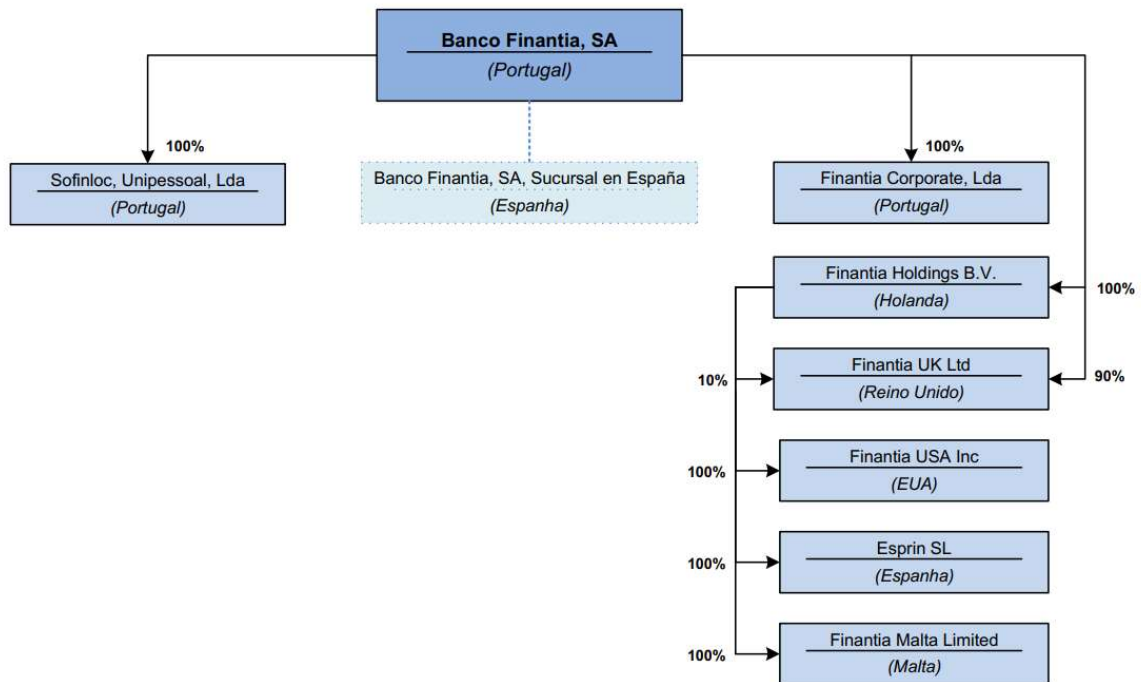 Banco Finantia, SA
(Portugal)
100%
Sofinloc, Unipessoal, Lda
(Portugal)
Banco Finantia, SA, Sucursal en España
(Espanha)
100%
Finantia Corporate, Lda
(Portugal)
Finantia Holdings B.V.
(Holanda)
100%
10%
Finantia UK Ltd
(Reino Unido)
90%
100%
Finantia USA Inc
(EUA)
100%
Esprin SL
(Espanha)
100%
Finantia Malta Limited
(Malta)